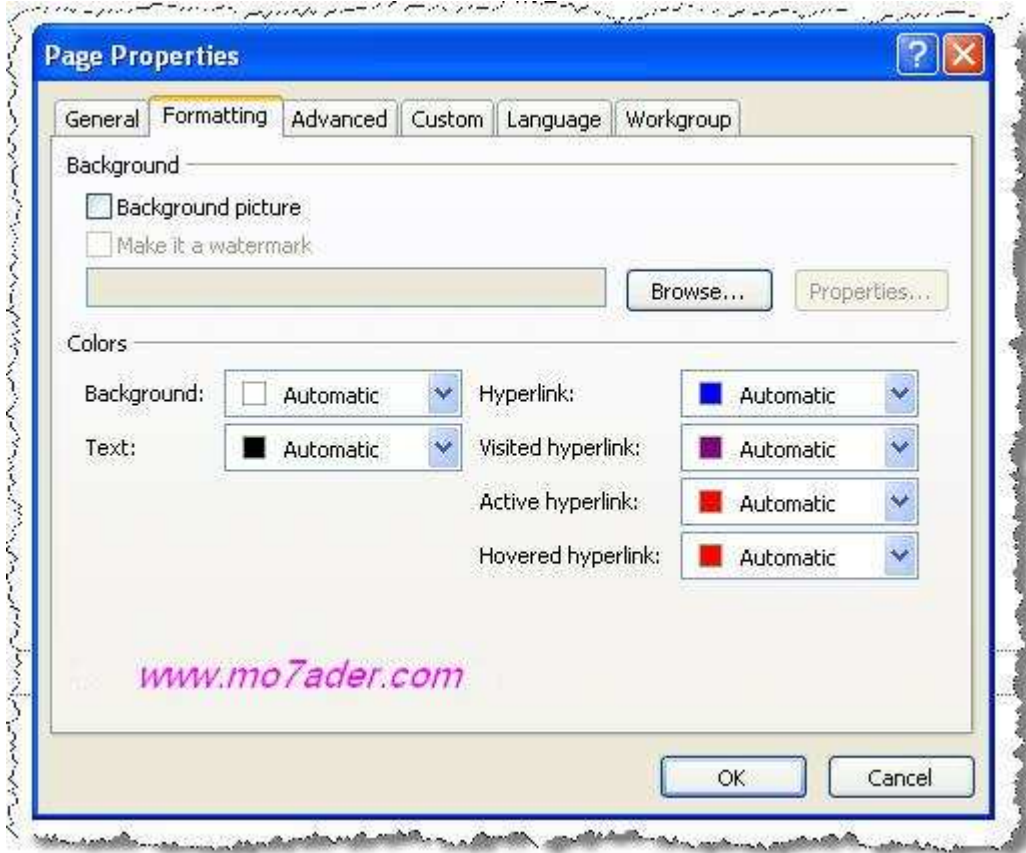 Page Properties
General Formatting Advanced Custom Language Workgroup
Background
Background picture
Make it a watermark
Browse... Properties...
Colors
Background: Automatic Hyperlink: Automatic
Text: Automatic Visited hyperlink: Automatic
Active hyperlink: Automatic
Hovered hyperlink: Automatic
www.mo7ader.com
OK Cancel